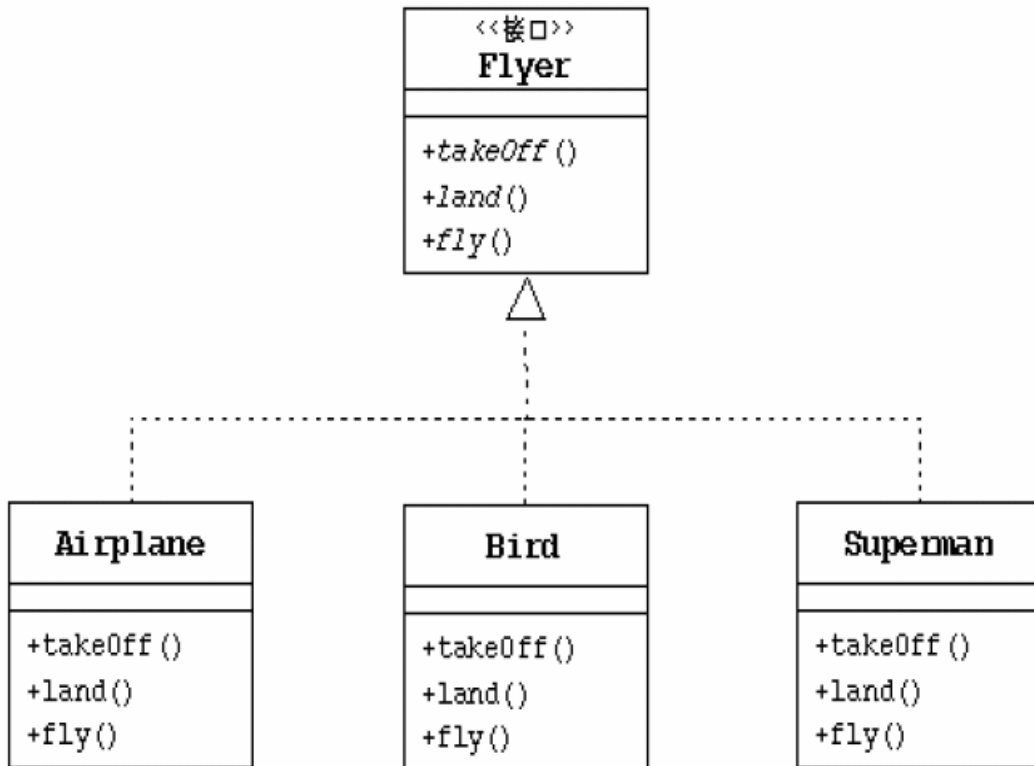 <<接口>>
Flyer
+takeOff()
+land()
+fly()
Airplane
+takeOff()
+land()
+fly()
Bird
+takeOff()
+land()
+fly()
Superman
+takeOff()
+land()
+fly()